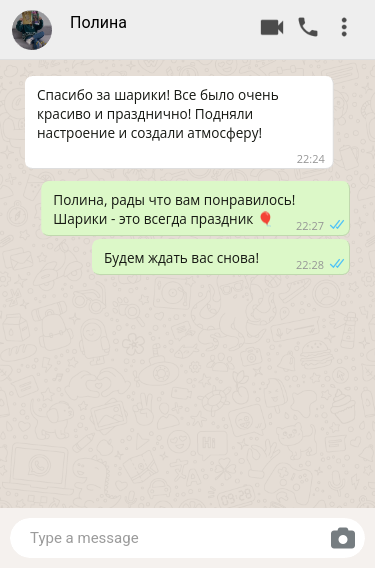 Полина
Спасибо за шарики! Все было очень
красиво и празднично! Подняли
настроение и создали атмосферу!
22:24
Полина, рады что вам понравилось!
Шарики - это всегда праздник 🎈
22:27
Будем ждать вас снова!
22:28
Type a message